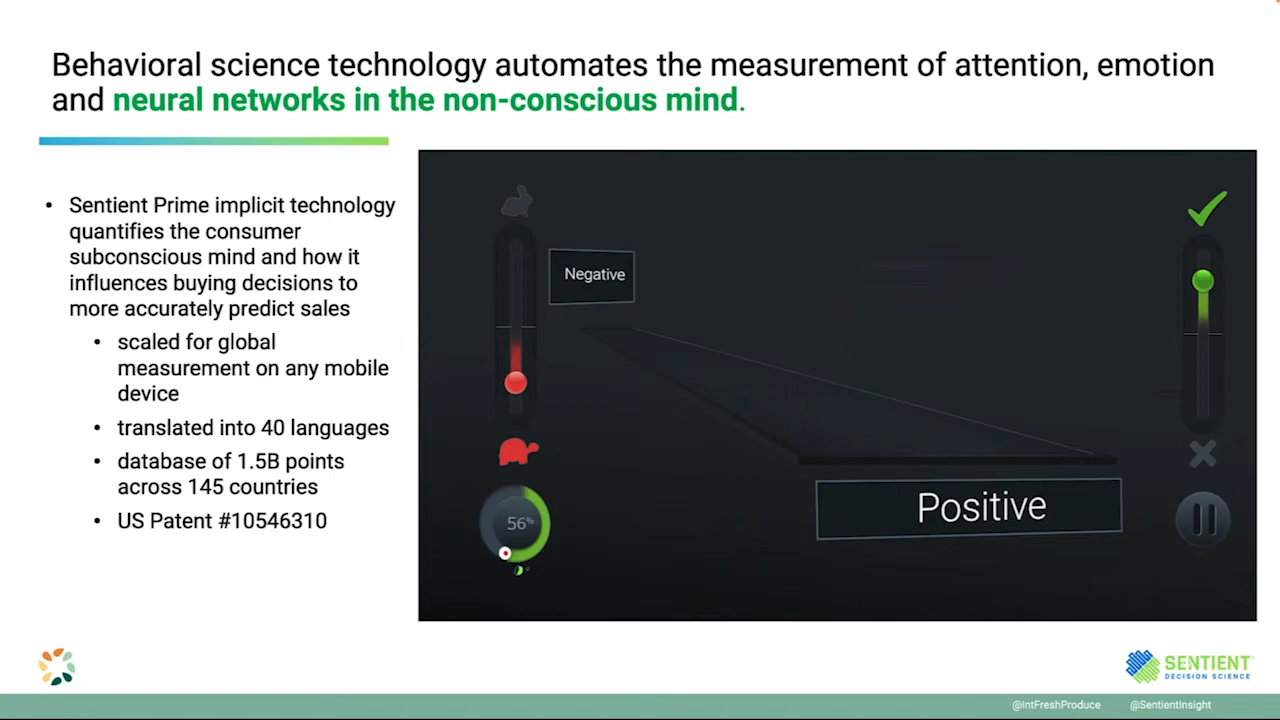 Behavioral science technology automates the measurement of attention, emotion
and neural networks in the non-conscious mind.
• Sentient Prime implicit technology
quantifies the consumer
subconscious mind and how it
influences buying decisions to
more accurately predict sales
• scaled for global
measurement on any mobile
device
• translated into 40 languages
• database of 1.5B points
across 145 countries
• US Patent #10546310
Negative
Positive
56%
SENTIENT
DECISION SCIENCE
@IntFreshProduce
@SentientInsight